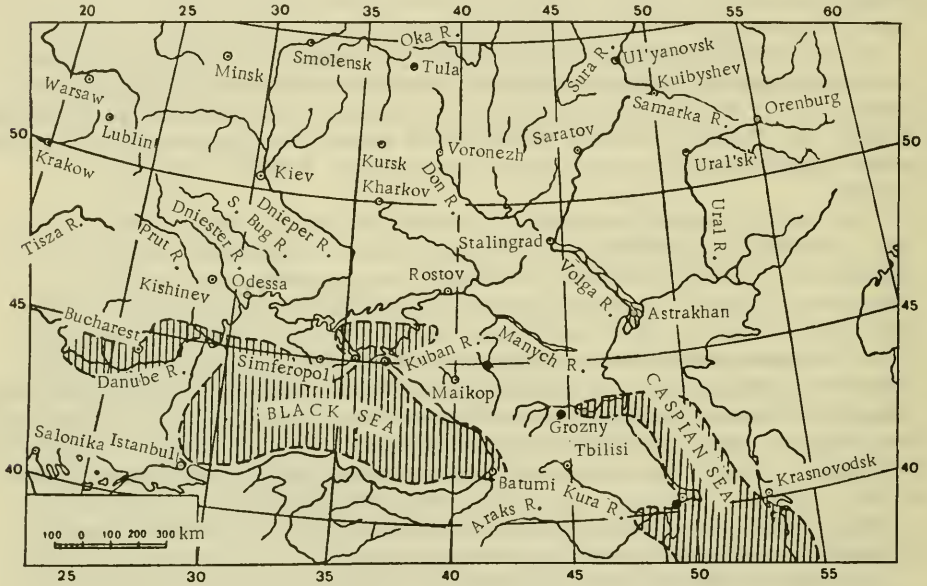 20 25 30 35 40 45 50 55 60
Oka R.
Smolensk
Minsk
Tula
Sura R.
Ul'yanovsk
Kuibyshev
Warsaw
Samarka R.
Orenburg
Lublin
50
Saratov
50
Krakow
Kiev
Kursk
Voronezh
Ural'sk
Kharkov
Don R.
Dnieper R.
S. Bug R.
Dniester R.
Ural R.
Tisza R.
Prut R.
Stalingrad
Volga R.
Kishinev
Odessa
Rostov
Astrakhan
45
45
Bucharest
Kuban R.
Manych R.
Danube R.
Simferopol
Maikop
CASPIAN SEA
BLACK SEA
Grozny
Salonika
Istanbul
Tbilisi
40
40
Krasnovodsk
Batumi
Kura R.
Araks R.
100 0 100 200 300 km
25 30 35 40 45 50 55